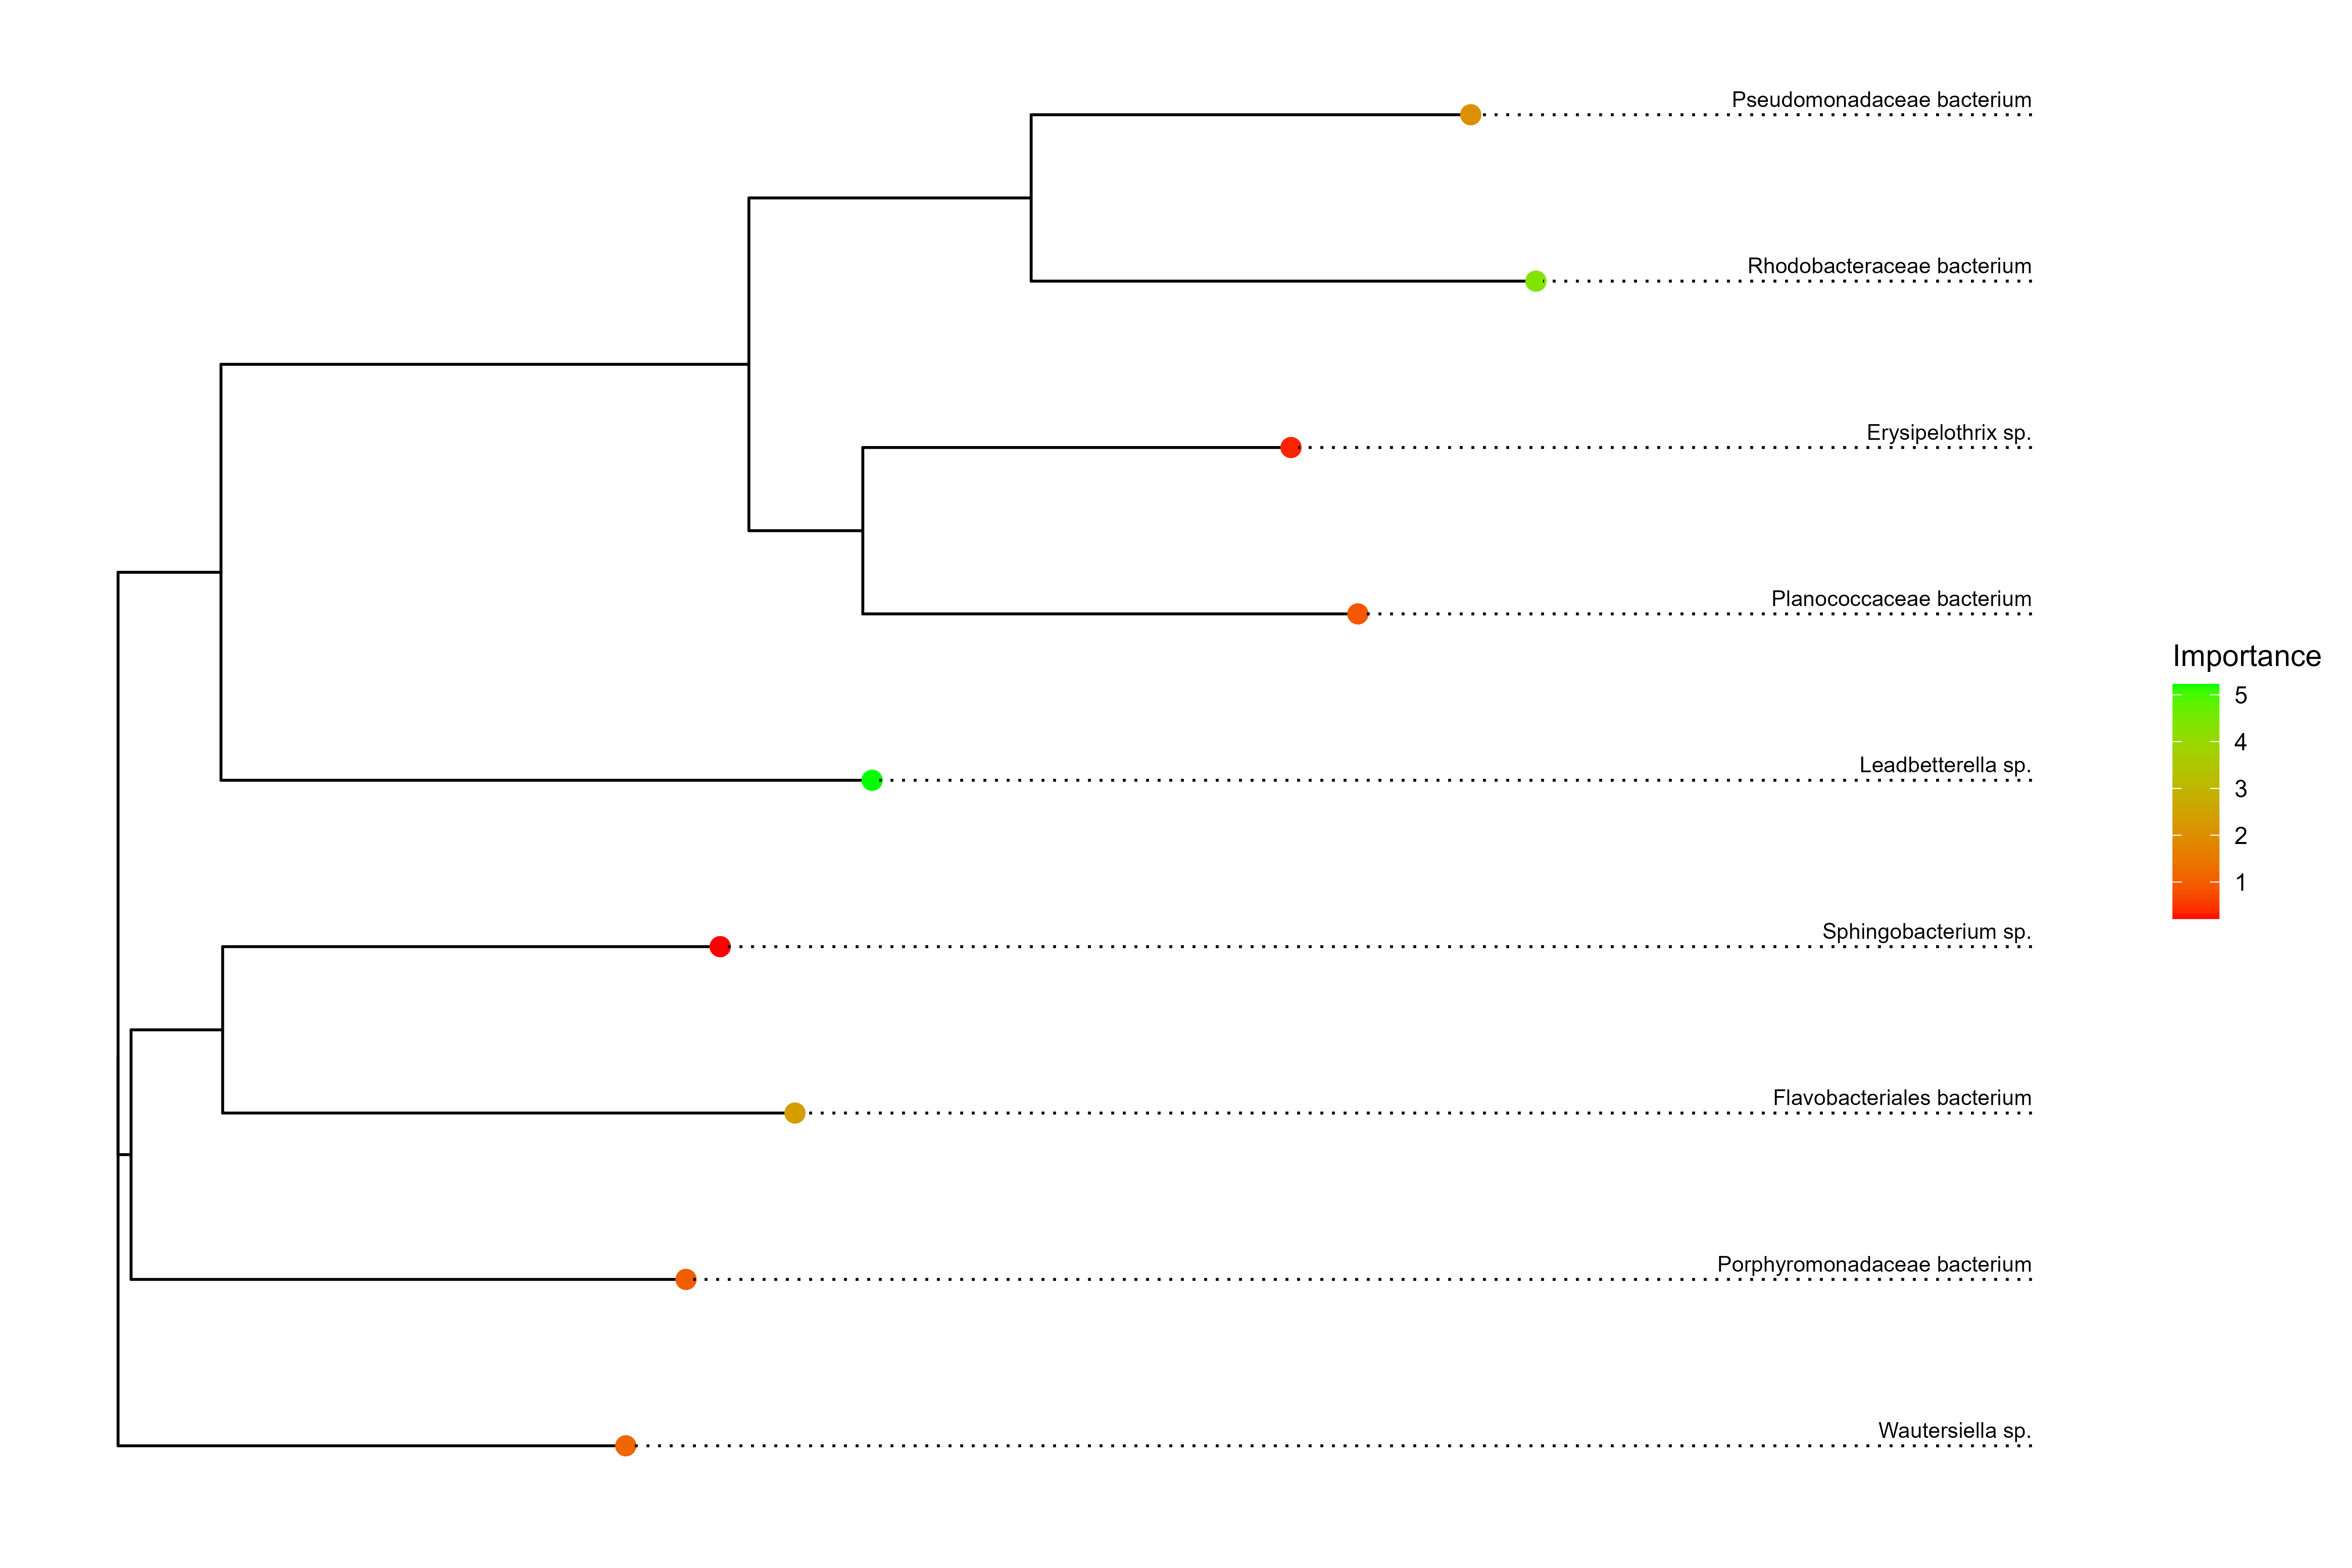 Pseudomonadaceae bacterium
Rhodobacteraceae bacterium
Erysipelothrix sp.
Planococcaceae bacterium
Leadbetterella sp.
Sphingobacterium sp.
Flavobacteriales bacterium
Porphyromonadaceae bacterium
Wautersiella sp.
Importance
5
4
3
2
1